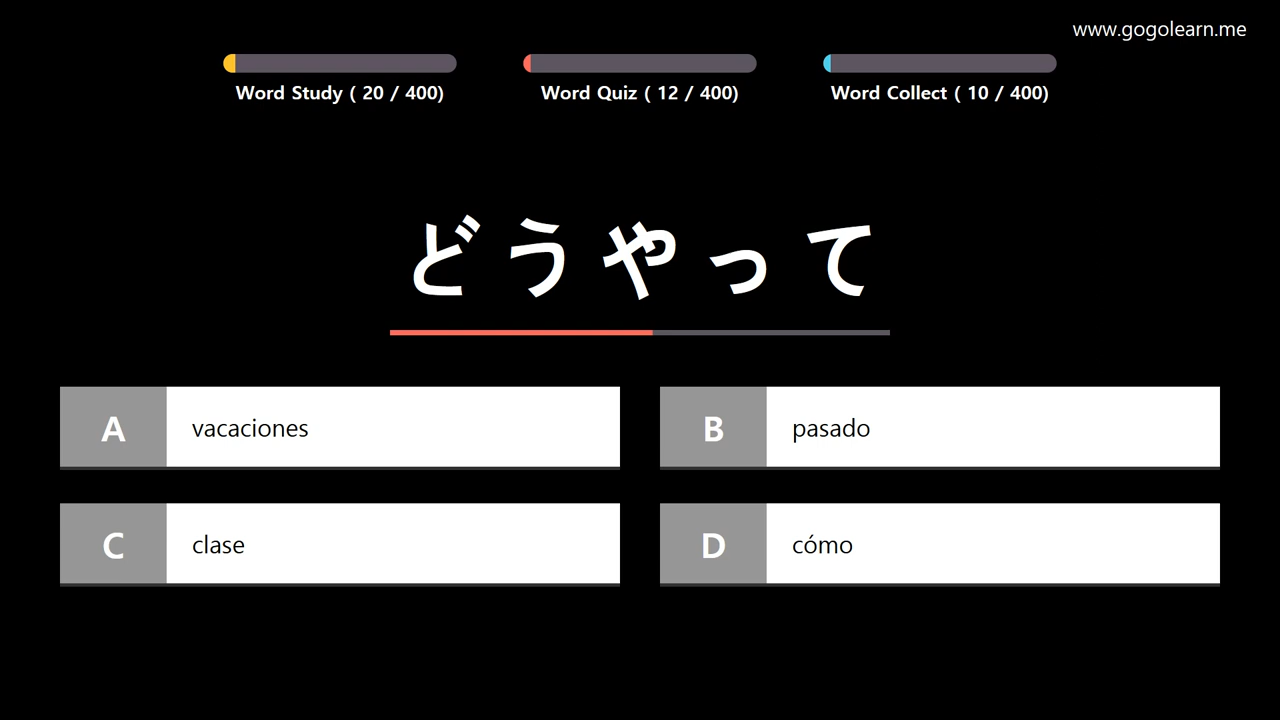 www.gogolearn.me
Word Study ( 20 / 400)
Word Quiz ( 12 / 400)
Word Collect ( 10 / 400)
どうやって
A vacaciones
B pasado
C clase
D cómo